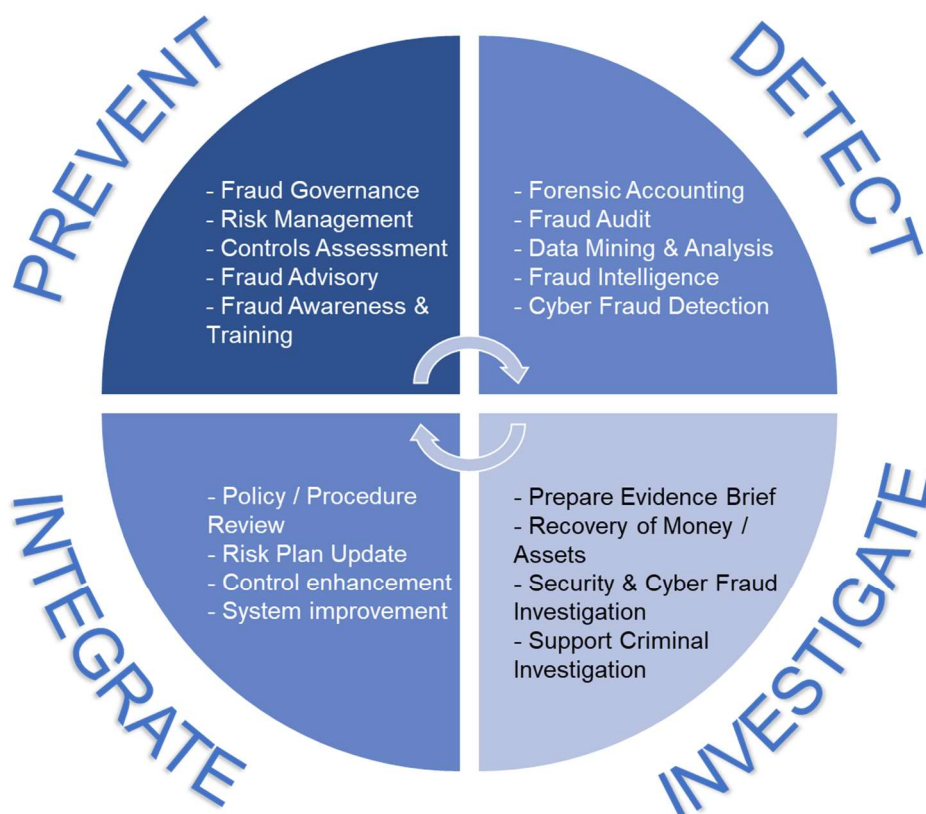 PREVENT
- Fraud Governance
- Risk Management
- Controls Assessment
- Fraud Advisory
- Fraud Awareness &
Training
DETECT
- Forensic Accounting
- Fraud Audit
- Data Mining & Analysis
- Fraud Intelligence
- Cyber Fraud Detection
INTEGRATE
- Policy / Procedure
Review
- Risk Plan Update
- Control enhancement
- System improvement
INVESTIGATE
- Prepare Evidence Brief
- Recovery of Money /
Assets
- Security & Cyber Fraud
Investigation
- Support Criminal
Investigation